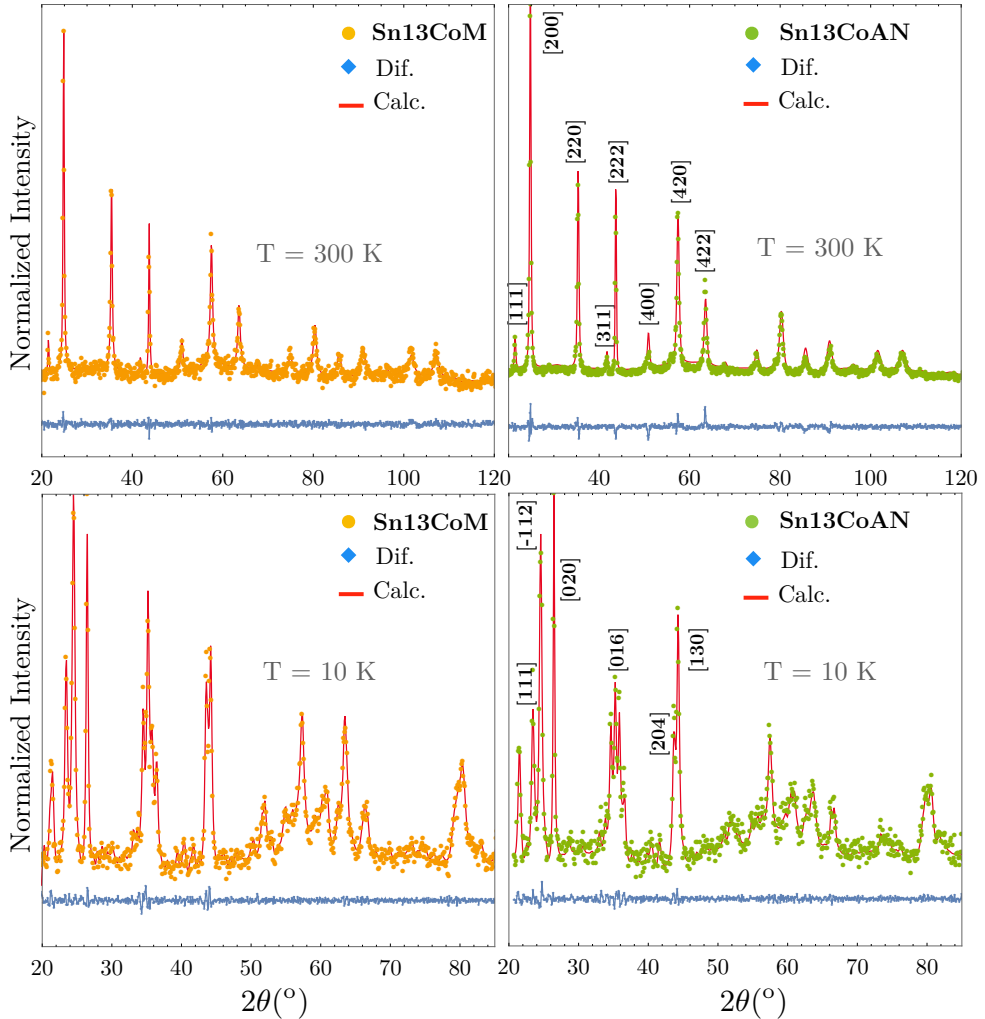 Normalized Intensity
Sn13CoM
Dif.
Calc.
T = 300 K
20 40 60 80 100 120
Sn13CoAN
Dif.
Calc.
T = 300 K
[111]
[200]
[220]
[311]
[222]
[400]
[420]
[422]
20 40 60 80 100 120
Normalized Intensity
Sn13CoM
Dif.
Calc.
T = 10 K
20 30 40 50 60 70 80
2θ(°)
Sn13CoAN
Dif.
Calc.
T = 10 K
[111]
[-112]
[020]
[016]
[204]
[130]
20 30 40 50 60 70 80
2θ(°)